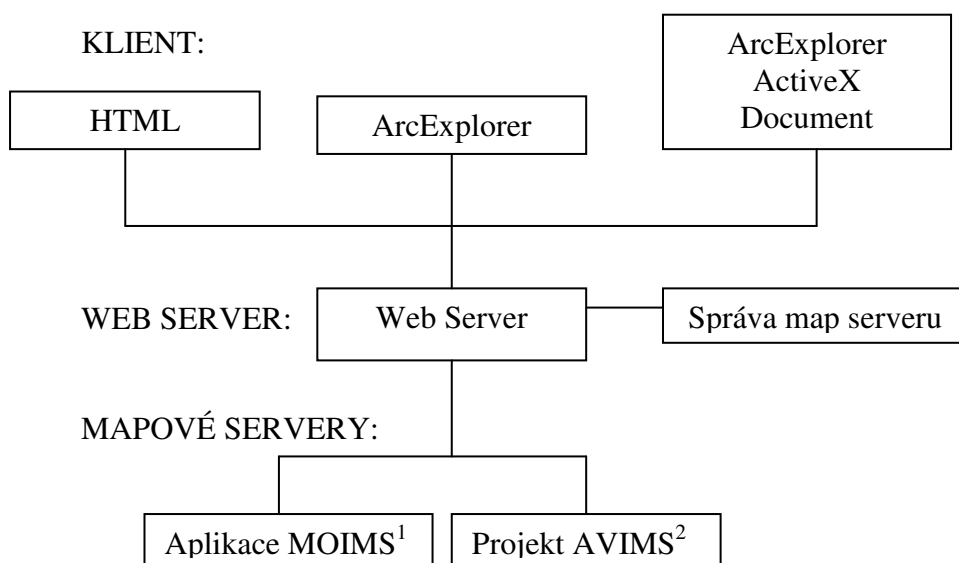 KLIENT:
HTML
ArcExplorer
ArcExplorer
ActiveX
Document
WEB SERVER:
Web Server
Správa map serveru
MAPOVÉ SERVERY:
Aplikace MOIMS¹
Projekt AVIMS²